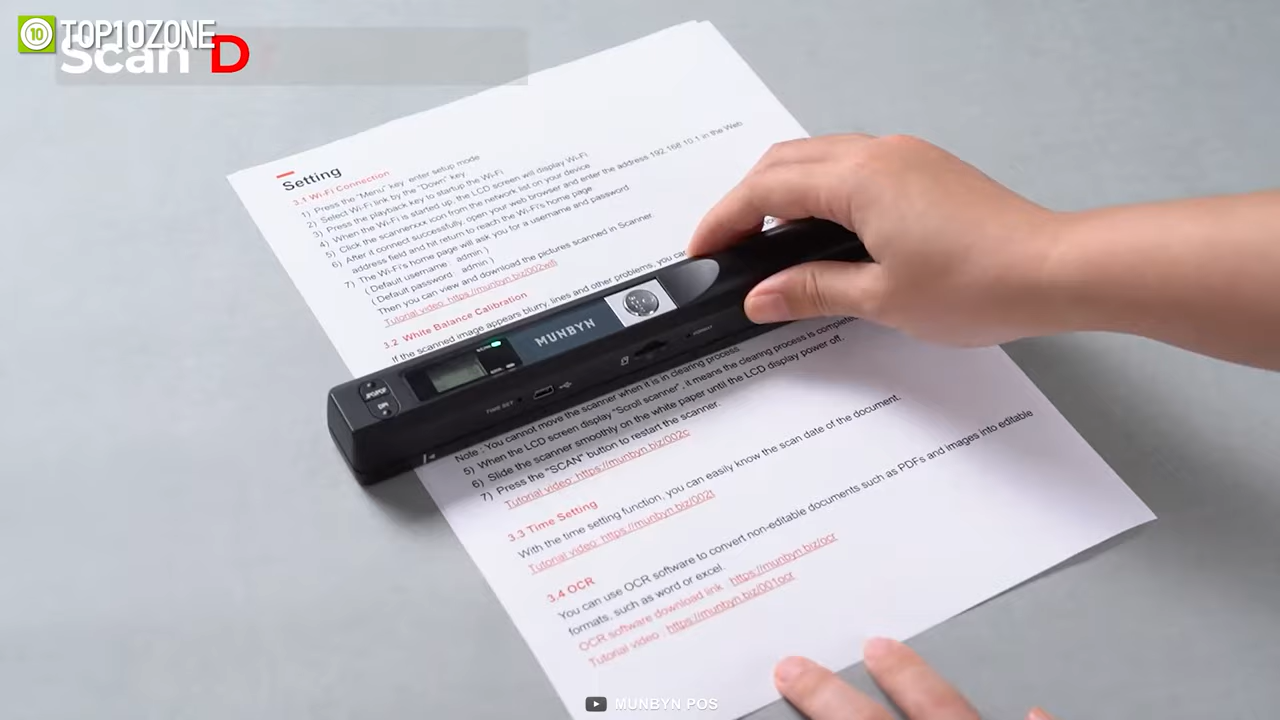 TOP10ZONE
Scan D
Setting
3.1 Wi-Fi Connection
1) Press the "Menu" key, enter setup mode
2) Select Wi-Fi link by the "Down" key
3) Press the playback key to startup the Wi-Fi
4) When the Wi-Fi is started up, the LCD screen will display Wi-Fi
5) Click the scannerxxx icon from the network list on your device.
6) After it connect successfully, open your web browser and enter the address 192.168.10.1 in the Web
address field and hit return to reach the Wi-Fi's home page
7) The Wi-Fi's home page will ask you for a username and password.
( Default username : admin )
( Default password : admin )
Then you can view and download the pictures scanned in Scanner.
Tutorial video: https://munbyn.biz/002wifi
3.2 White Balance Calibration
If the scanned image appears blurry, lines and other problems, you can
MUNBYN
SCAN
JPG/PDF
DPI
TIME SET
FORMAT
Note : You cannot move the scanner when it is in clearing process.
5) When the LCD screen display "Scroll scanner", it means the clearing process is completed
6) Slide the scanner smoothly on the white paper until the LCD display power off.
7) Press the "SCAN" button to restart the scanner.
Tutorial video: https://munbyn.biz/002c
3.3 Time Setting
With the time setting function, you can easily know the scan date of the document.
Tutorial video: https://munbyn.biz/002t
3.4 OCR
You can use OCR software to convert non-editable documents such as PDFs and images into editable
formats, such as word or excel.
OCR software download link : https://munbyn.biz/ocr
Tutorial video : https://munbyn.biz/001ocr
MUNBYN POS